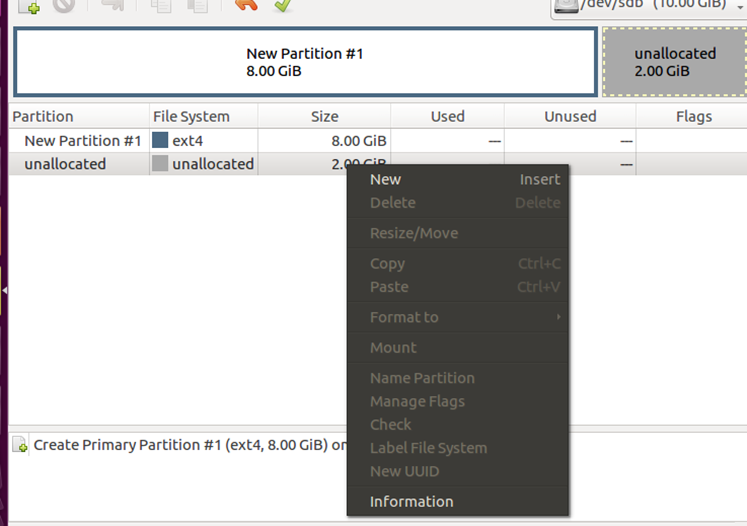 /dev/sdb (10.00 GiB)
New Partition #1
8.00 GiB
unallocated
2.00 GiB
Partition File System Size Used Unused Flags
New Partition #1 ext4 8.00 GiB --- ---
unallocated unallocated 2.00 GiB ---
New Insert
Delete Delete
Resize/Move
Copy Ctrl+C
Paste Ctrl+V
Format to
Mount
Name Partition
Manage Flags
Check
Label File System
New UUID
Information
Create Primary Partition #1 (ext4, 8.00 GiB) on